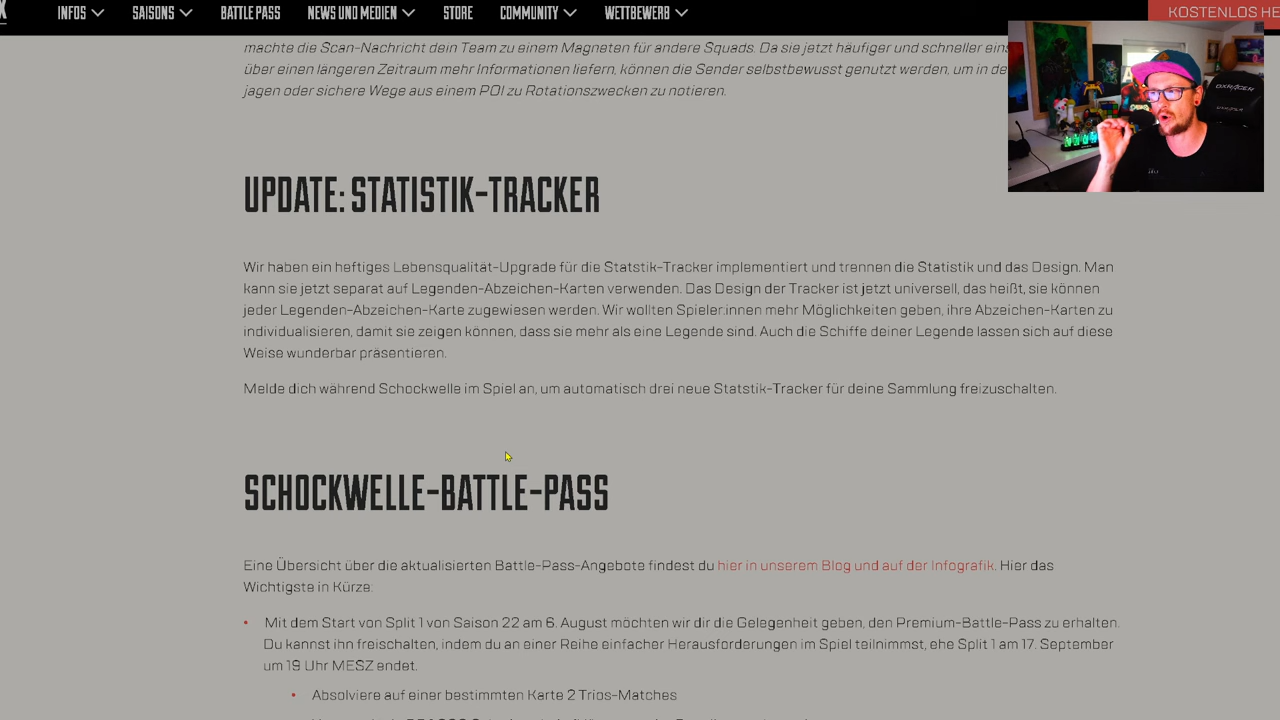 INFOS SAISONS BATTLE PASS NEWS UND MEDIEN STORE COMMUNITY WETTBEWERB KOSTENLOS HE
machte die Scan-Nachricht dein Team zu einem Magneten für andere Squads. Da sie jetzt häufiger und schneller
über einen längeren Zeitraum mehr Informationen liefern, können die Sender selbstbewusst genutzt werden, um in
jagen oder sichere Wege aus einem POI zu Rotationszwecken zu notieren.
UPDATE: STATISTIK-TRACKER
Wir haben ein heftiges Lebensqualität-Upgrade für die Statstik-Tracker implementiert und trennen die Statistik und das Design. Man
kann sie jetzt separat auf Legenden-Abzeichen-Karten verwenden. Das Design der Tracker ist jetzt universell, das heißt, sie können
jeder Legenden-Abzeichen-Karte zugewiesen werden. Wir wollten Spieler:innen mehr Möglichkeiten geben, ihre Abzeichen-Karten zu
individualisieren, damit sie zeigen können, dass sie mehr als eine Legende sind. Auch die Schiffe deiner Legende lassen sich auf diese
Weise wunderbar präsentieren.
Melde dich während Schockwelle im Spiel an, um automatisch drei neue Statstik-Tracker für deine Sammlung freizuschalten.
SCHOCKWELLE-BATTLE-PASS
Eine Übersicht über die aktualisierten Battle-Pass-Angebote findest du hier in unserem Blog und auf der Infografik. Hier das
Wichtigste in Kürze:
• Mit dem Start von Split 1 von Saison 22 am 6. August möchten wir dir die Gelegenheit geben, den Premium-Battle-Pass zu erhalten.
Du kannst ihn freischalten, indem du an einer Reihe einfacher Herausforderungen im Spiel teilnimmst, ehe Split 1 am 17. September
um 19 Uhr MESZ endet.
• Absolviere auf einer bestimmten Karte 2 Trios-Matches